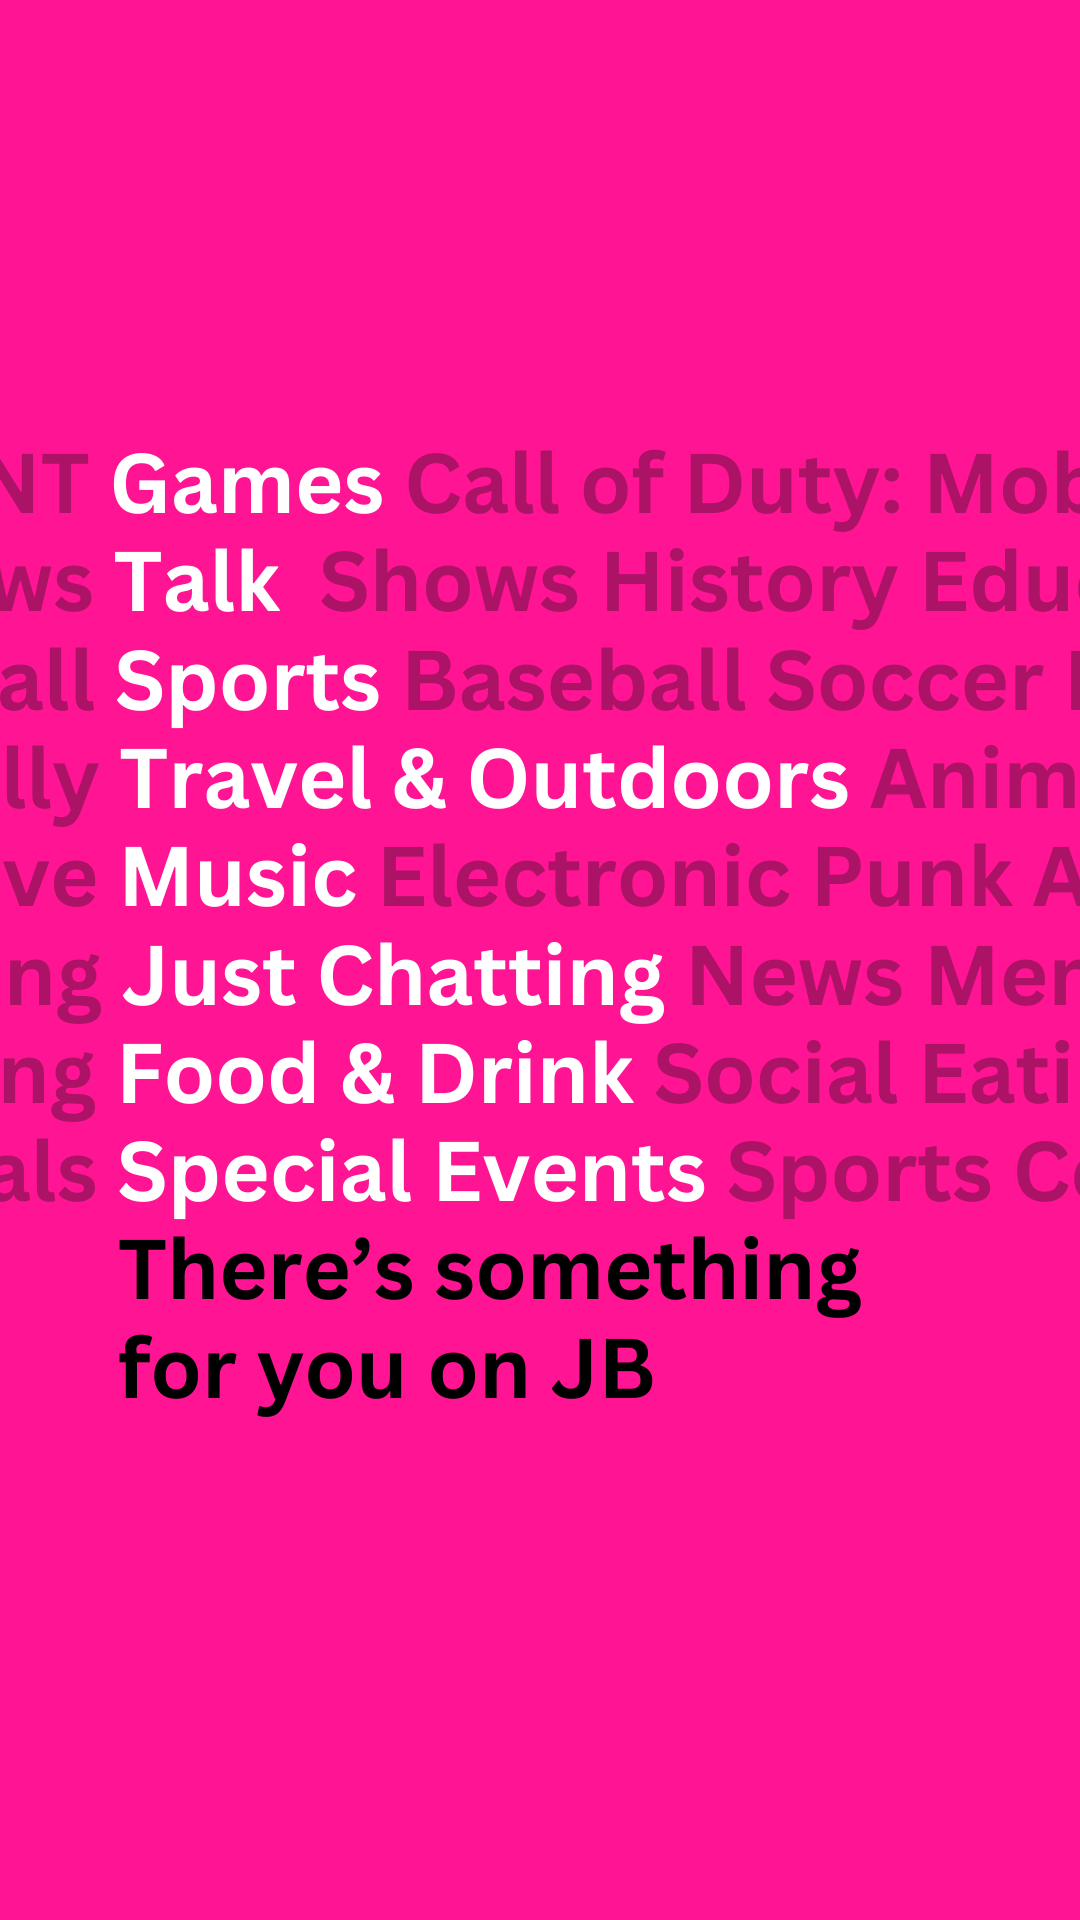 NT Games Call of Duty: Mob
ws Talk Shows History Edu
all Sports Baseball Soccer
lly Travel & Outdoors Anim
ve Music Electronic Punk A
ng Just Chatting News Mem
ng Food & Drink Social Eati
als Special Events Sports Co
There’s something
for you on JB